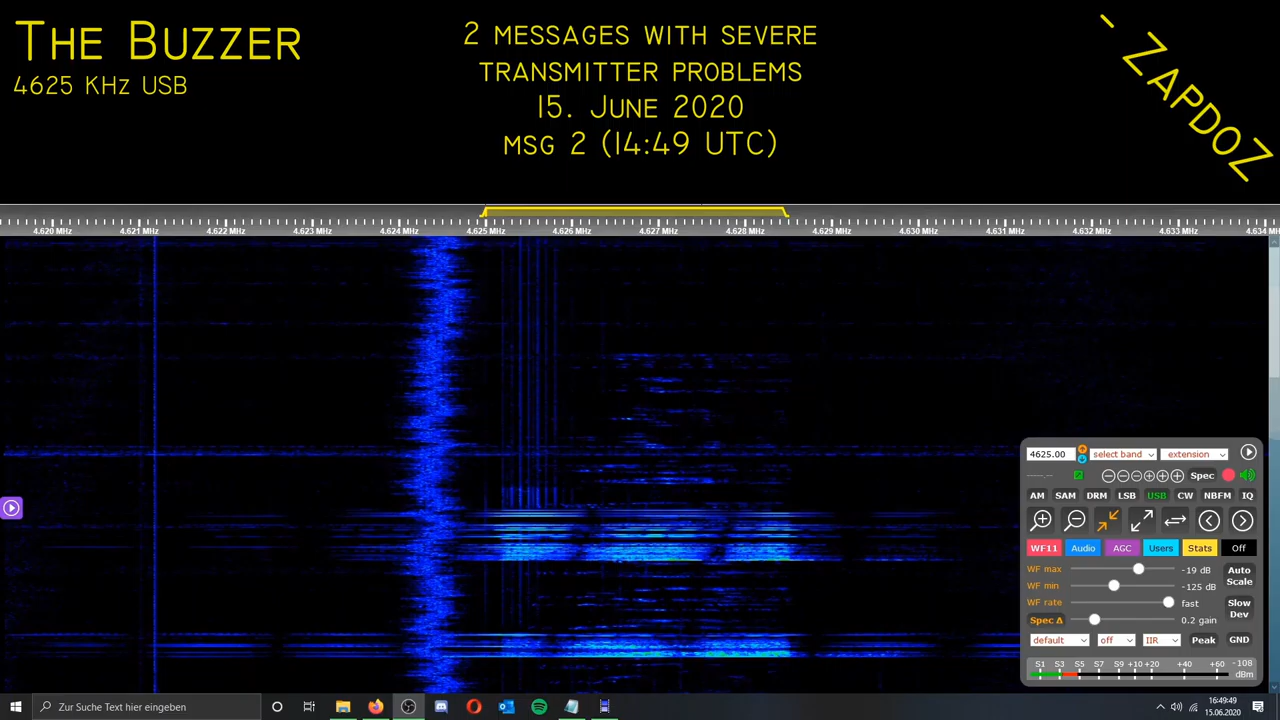 The Buzzer
4625 KHz USB
2 messages with severe
transmitter problems
15. June 2020
msg 2 (14:49 UTC)
- ZapdoZ
4.620 MHz 4.621 MHz 4.622 MHz 4.623 MHz 4.624 MHz 4.625 MHz 4.626 MHz 4.627 MHz 4.628 MHz 4.629 MHz 4.630 MHz 4.631 MHz 4.632 MHz 4.633 MHz 4.634 MHz
4625.00 select band extension
Spec
AM SAM DRM LSB USB CW NBFM IQ
WF11 Audio AGC Users Stats Off
WF max -19 dB Auto Scale
WF min -125 dB
WF rate fast Slow Dev
Spec Δ 0.2 gain
default off IIR Peak GND
S1 S3 S5 S7 S9 +10 +20 +40 +60 -108 dBm
Zur Suche Text hier eingeben
16:49:49
15.06.2020